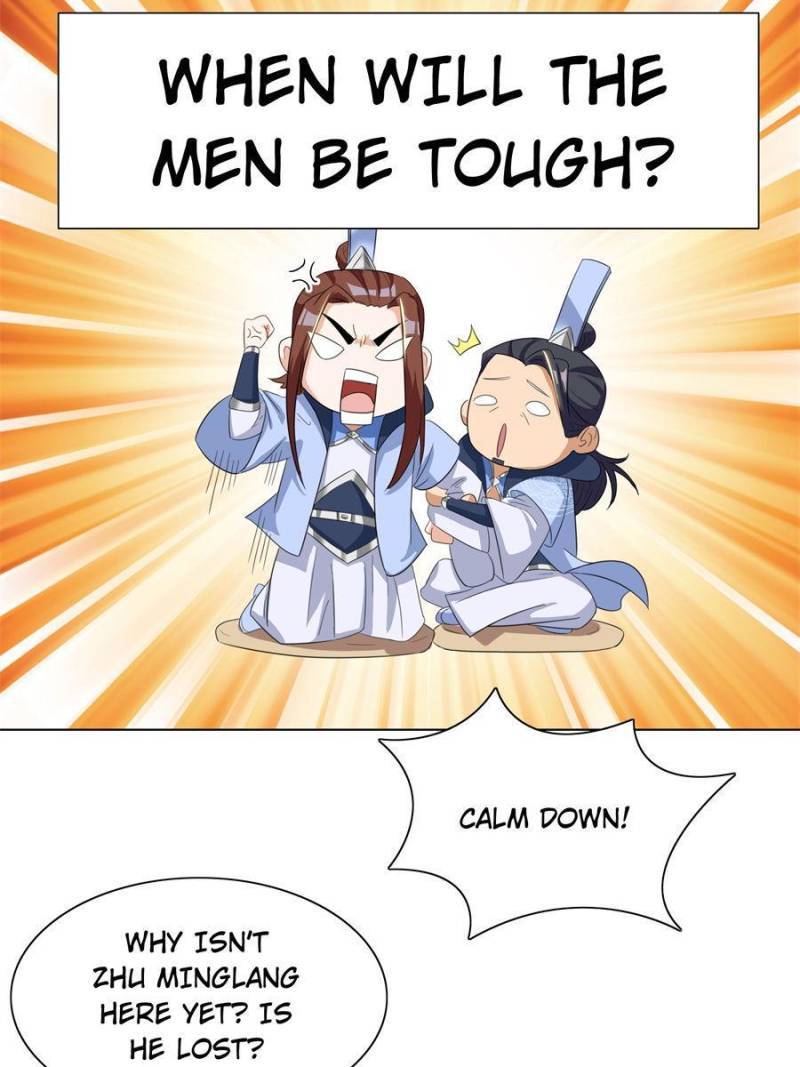 WHEN WILL THE
MEN BE TOUGH?
CALM DOWN!
WHY ISN'T
ZHU MINGLANG
HERE YET? IS
HE LOST?